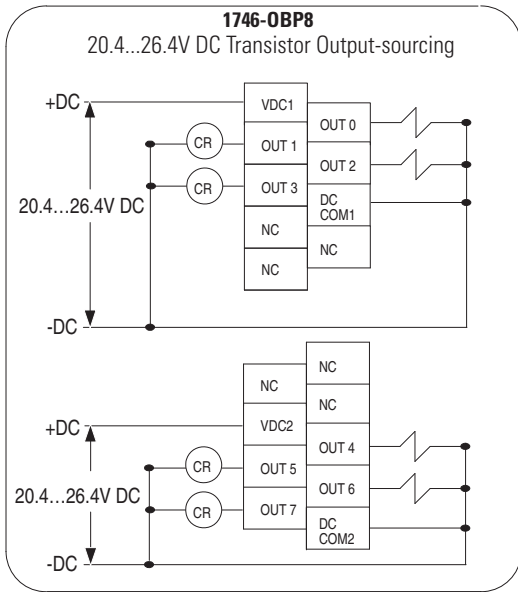 1746-OBP8
20.4...26.4V DC Transistor Output-sourcing
+DC
VDC1
OUT 0
CR
OUT 1
OUT 2
CR
OUT 3
DC
COM1
20.4...26.4V DC
NC
NC
NC
-DC
NC
NC
NC
+DC
VDC2
OUT 4
CR
OUT 5
OUT 6
20.4...26.4V DC
CR
OUT 7
DC
COM2
-DC